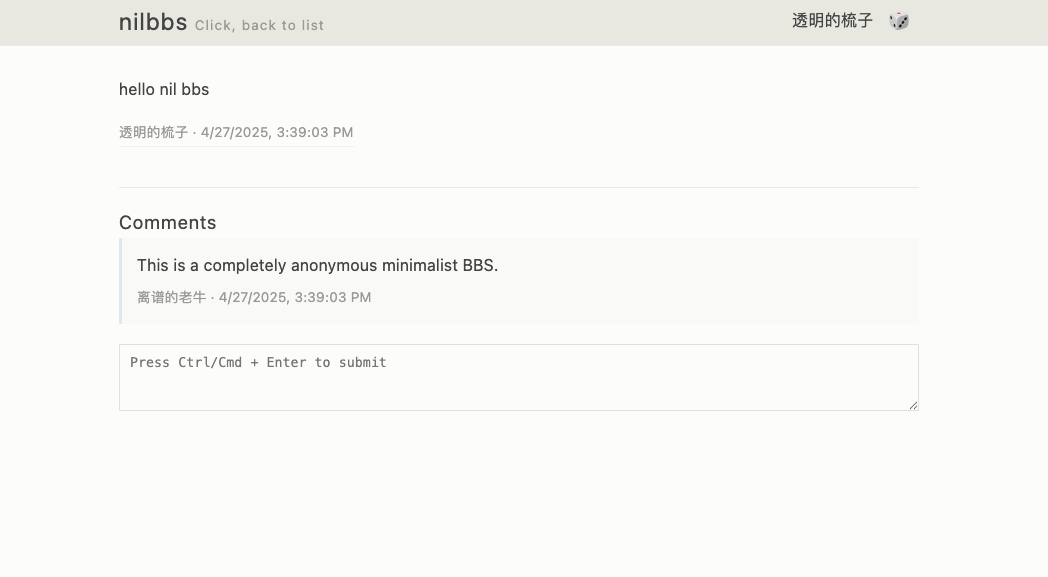 nilbbs Click, back to list
透明的梳子
hello nil bbs
透明的梳子 · 4/27/2025, 3:39:03 PM
Comments
This is a completely anonymous minimalist BBS.
离谱的老牛 · 4/27/2025, 3:39:03 PM
Press Ctrl/Cmd + Enter to submit